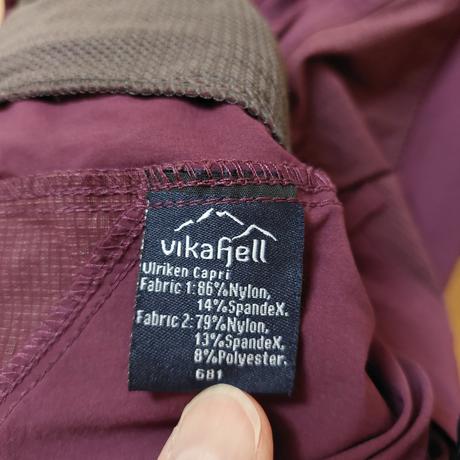 vikafjell
Ulriken Capri
Fabric 1:86%Nylon,
14%SpandeX.
Fabric 2:79%Nylon,
13%SpandeX,
8%Polyester.
681